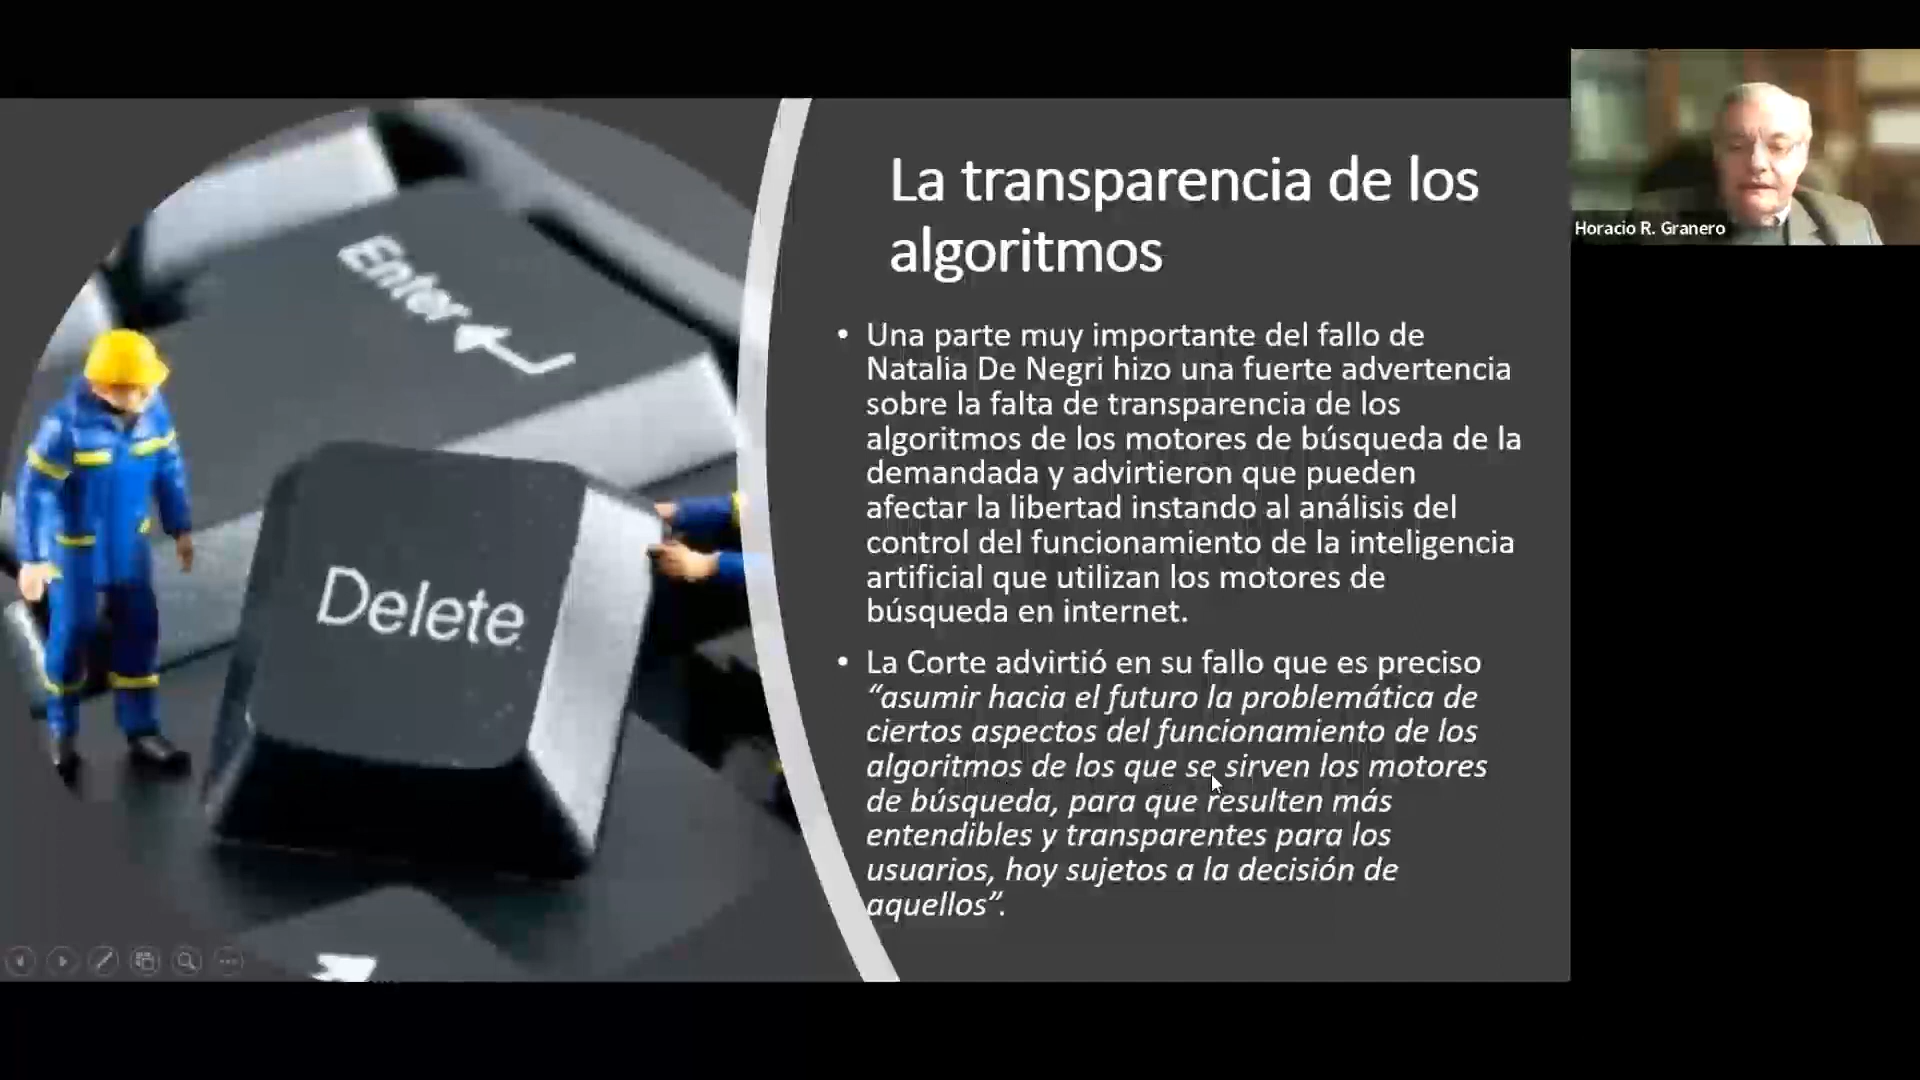 La transparencia de los
algoritmos
• Una parte muy importante del fallo de
Natalia De Negri hizo una fuerte advertencia
sobre la falta de transparencia de los
algoritmos de los motores de búsqueda de la
demandada y advirtieron que pueden
afectar la libertad instando al análisis del
control del funcionamiento de la inteligencia
artificial que utilizan los motores de
búsqueda en internet.
• La Corte advirtió en su fallo que es preciso
“asumir hacia el futuro la problemática de
ciertos aspectos del funcionamiento de los
algoritmos de los que se sirven los motores
de búsqueda, para que resulten más
entendibles y transparentes para los
usuarios, hoy sujetos a la decisión de
aquellos”.
Enter
Delete
Horacio R. Granero